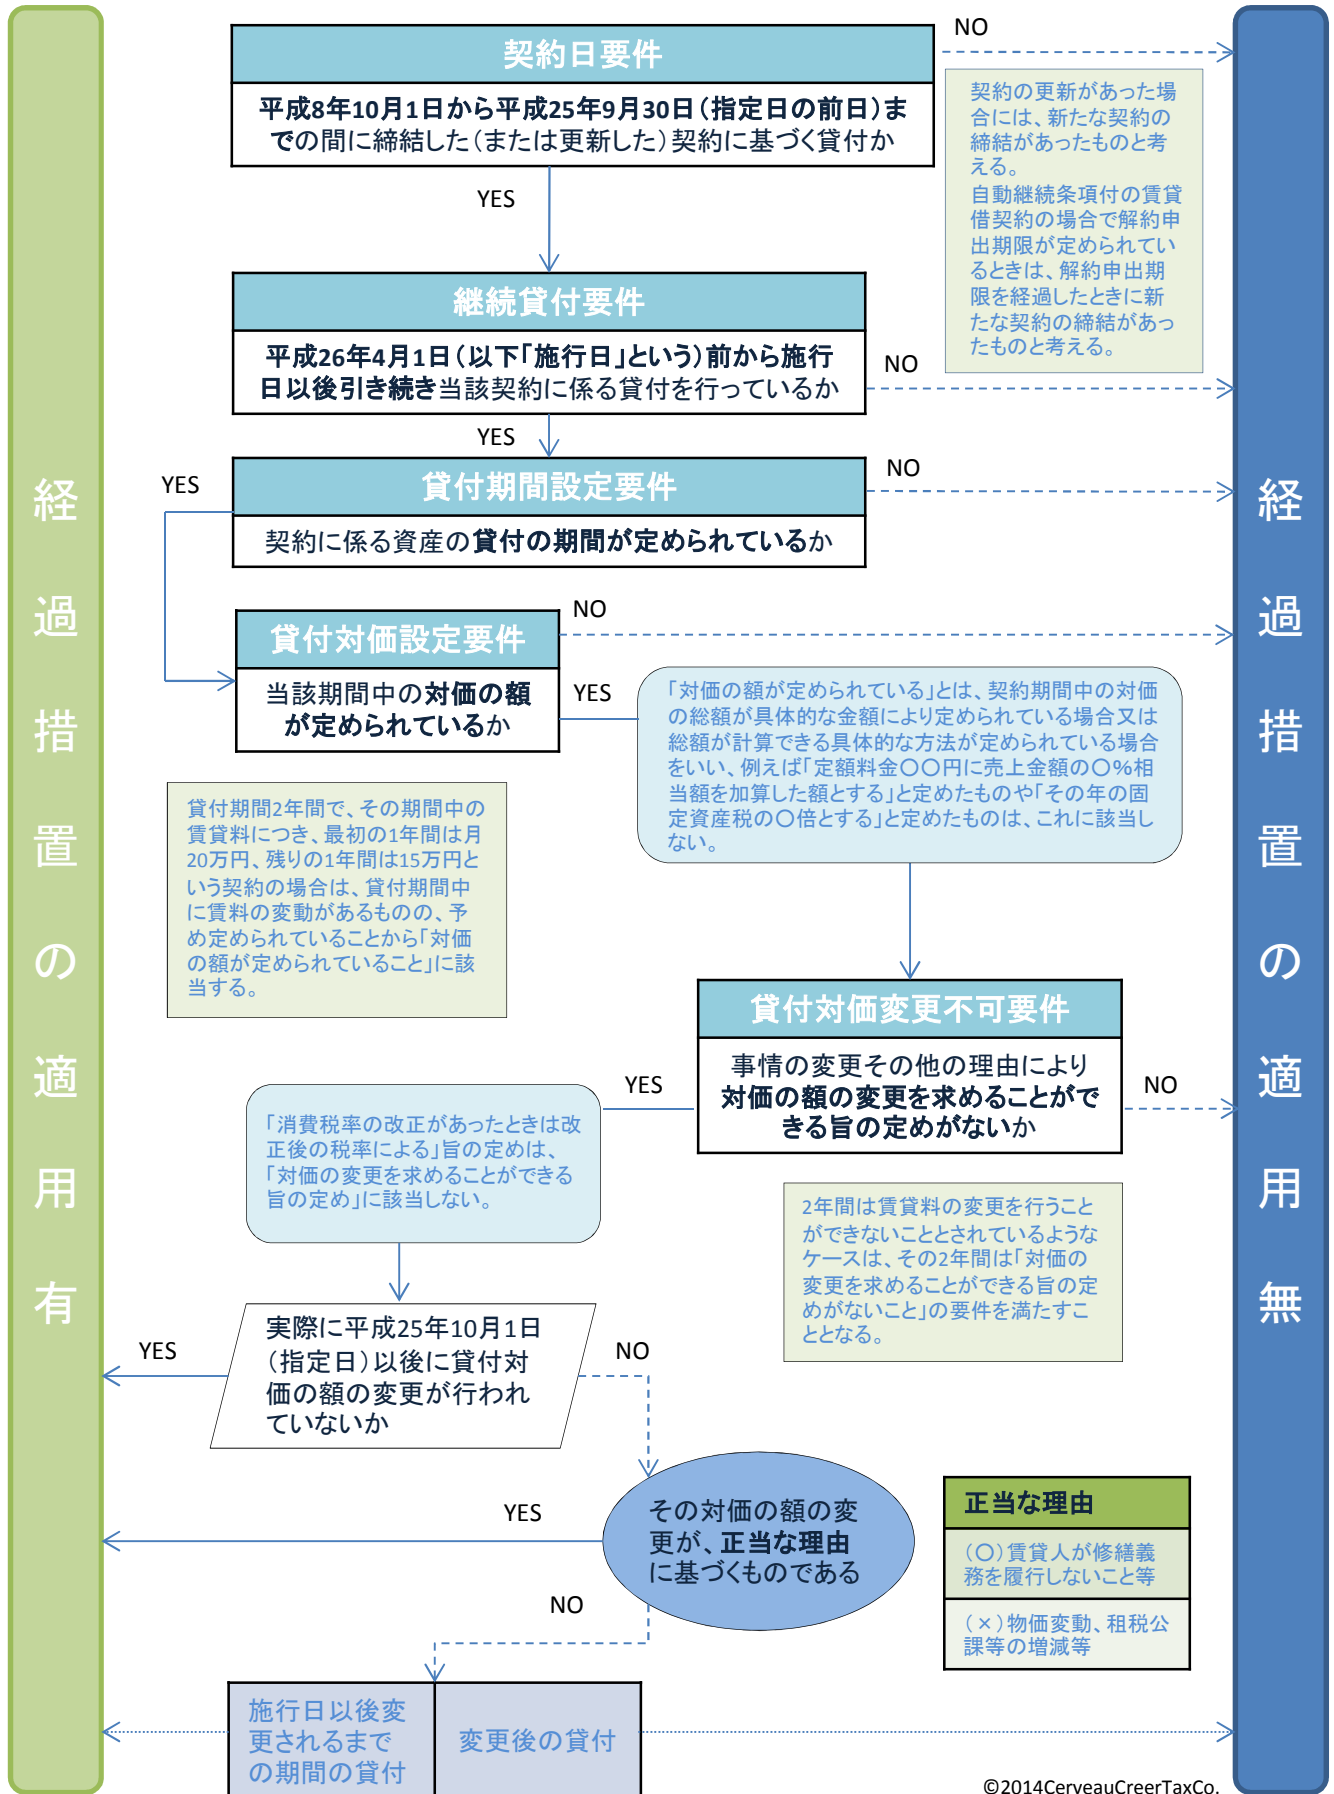 経過措置の適用有
NO
契約日要件
平成8年10月1日から平成25年9月30日(指定日の前日)ま
での間に締結した(または更新した)契約に基づく貸付か
契約の更新があった場
合には、新たな契約の
締結があったものと考
える。
自動継続条項付の賃貸
借契約の場合で解約申
出期限が定められてい
るときは、解約申出期
限を経過したときに新
たな契約の締結があっ
たものと考える。
YES
継続貸付要件
平成26年4月1日(以下「施行日」という)前から施行
日以後引き続き当該契約に係る貸付を行っているか
NO
YES
貸付期間設定要件
契約に係る資産の貸付の期間が定められているか
NO
YES
貸付対価設定要件
当該期間中の対価の額
が定められているか
NO
YES
「対価の額が定められている」とは、契約期間中の対価
の総額が具体的な金額により定められている場合又は
総額が計算できる具体的な方法が定められている場合
をいい、例えば「定額料金〇〇円に売上金額の〇%相
当額を加算した額とする」と定めたものや「その年の固
定資産税の〇倍とする」と定めたものは、これに該当し
ない。
貸付期間2年間で、その期間中の
賃貸料につき、最初の1年間は月
20万円、残りの1年間は15万円と
いう契約の場合は、貸付期間中
に賃料の変動があるものの、予
め定められていることから「対価
の額が定められていること」に該
当する。
貸付対価変更不可要件
事情の変更その他の理由により
対価の額の変更を求めることがで
きる旨の定めがないか
YES
NO
「消費税率の改正があったときは改
正後の税率による」旨の定めは、
「対価の変更を求めることができる
旨の定め」に該当しない。
2年間は賃貸料の変更を行うこと
ができないこととされているような
ケースは、その2年間は「対価の
変更を求めることができる旨の定
めがないこと」の要件を満たすこ
ととなる。
実際に平成25年10月1日
(指定日)以後に貸付対
価の額の変更が行われ
ていないか
YES
NO
その対価の額の変
更が、正当な理由
に基づくものである
YES
NO
正当な理由
(〇)賃貸人が修繕義
務を履行しないこと等
(×)物価変動、租税公
課等の増減等
施行日以後変
更されるまで
の期間の貸付
変更後の貸付
経過措置の適用無
©2014CerveauCreerTaxCo.